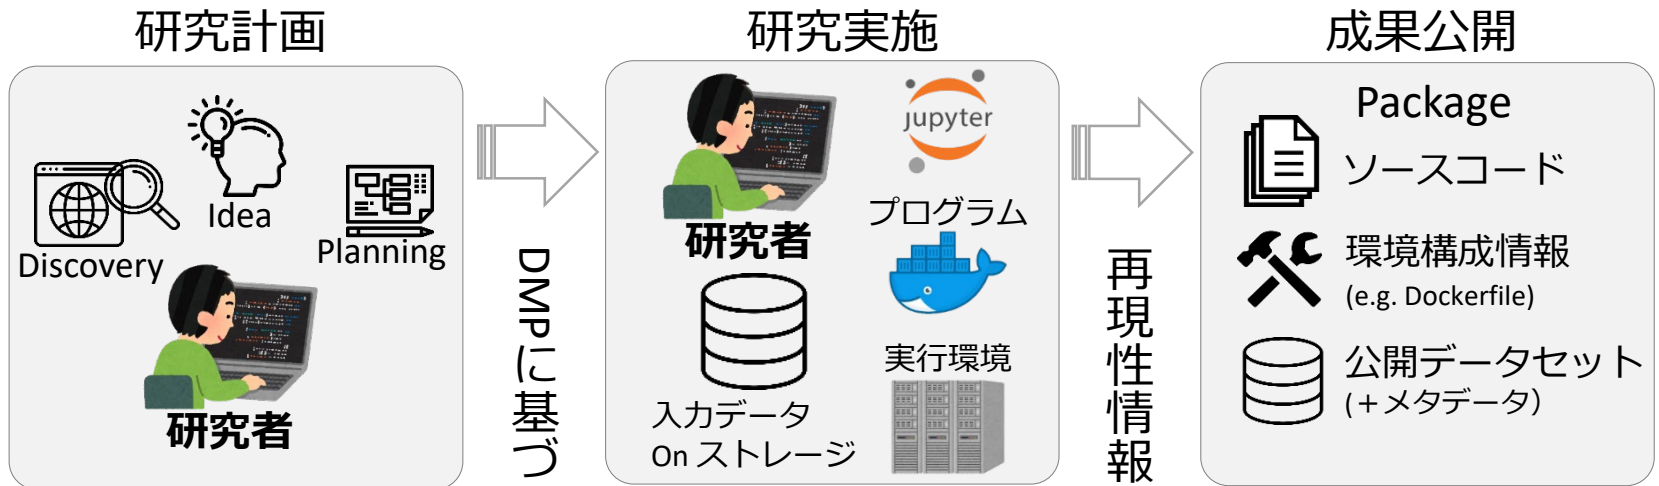 研究計画
Idea
Discovery
Planning
研究者
DMPに基づ
研究実施
jupyter
研究者
プログラム
入力データ
On ストレージ
実行環境
再現性情報
成果公開
Package
ソースコード
環境構成情報
(e.g. Dockerfile)
公開データセット
(＋メタデータ)